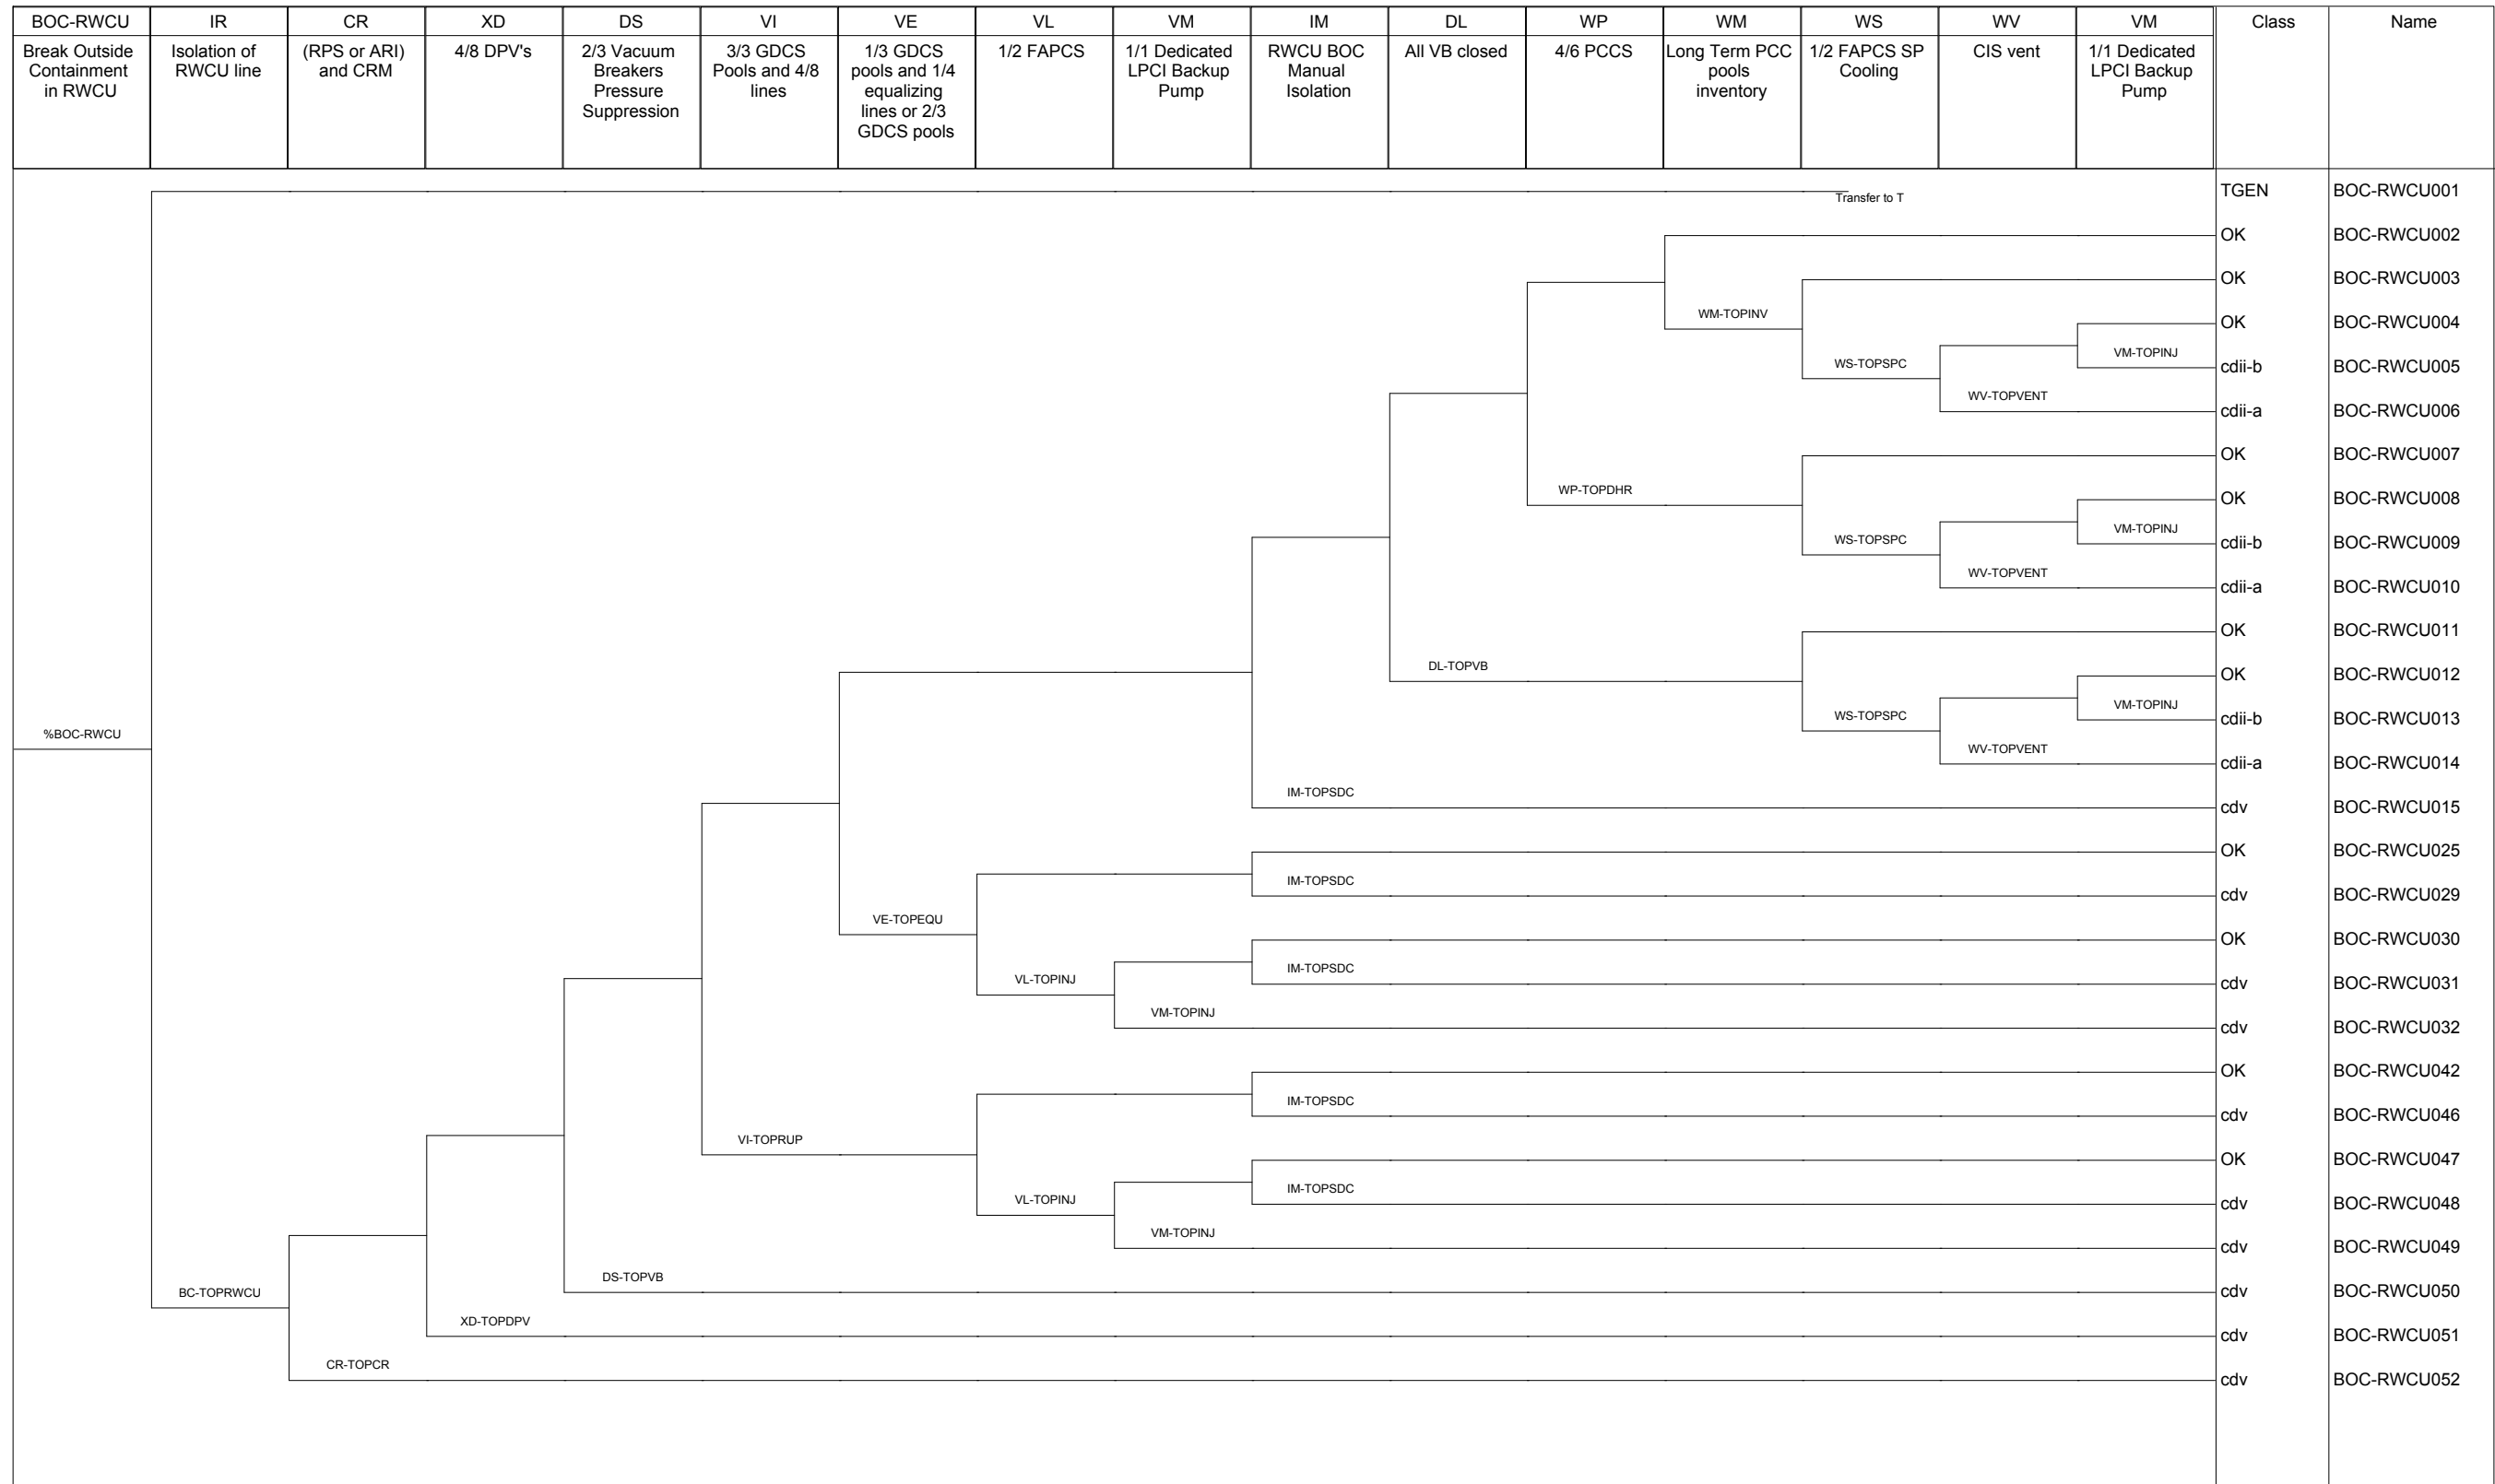 BOC-RWCU IR CR XD DS VI VE VL VM IM DL WP WM WS WV VM Class Name
Break Outside Containment in RWCU
Isolation of RWCU line
(RPS or ARI) and CRM
4/8 DPV's
2/3 Vacuum Breakers Pressure Suppression
3/3 GDCS Pools and 4/8 lines
1/3 GDCS pools and 1/4 equalizing lines or 2/3 GDCS pools
1/2 FAPCS
1/1 Dedicated LPCI Backup Pump
RWCU BOC Manual Isolation
All VB closed
4/6 PCCS
Long Term PCC pools inventory
1/2 FAPCS SP Cooling
CIS vent
1/1 Dedicated LPCI Backup Pump
Transfer to T
TGEN BOC-RWCU001
OK BOC-RWCU002
OK BOC-RWCU003
WM-TOPINV
OK BOC-RWCU004
VM-TOPINJ
WS-TOPSPC
cdii-b BOC-RWCU005
WV-TOPVENT
cdii-a BOC-RWCU006
OK BOC-RWCU007
WP-TOPDHR
OK BOC-RWCU008
VM-TOPINJ
WS-TOPSPC
cdii-b BOC-RWCU009
WV-TOPVENT
cdii-a BOC-RWCU010
OK BOC-RWCU011
DL-TOPVB
OK BOC-RWCU012
VM-TOPINJ
WS-TOPSPC
cdii-b BOC-RWCU013
%BOC-RWCU
WV-TOPVENT
cdii-a BOC-RWCU014
IM-TOPSDC
cdv BOC-RWCU015
OK BOC-RWCU025
IM-TOPSDC
cdv BOC-RWCU029
VE-TOPEQU
OK BOC-RWCU030
IM-TOPSDC
VL-TOPINJ
cdv BOC-RWCU031
VM-TOPINJ
cdv BOC-RWCU032
OK BOC-RWCU042
IM-TOPSDC
cdv BOC-RWCU046
VI-TOPRUP
OK BOC-RWCU047
IM-TOPSDC
VL-TOPINJ
cdv BOC-RWCU048
VM-TOPINJ
cdv BOC-RWCU049
DS-TOPVB
BC-TOPRWCU
cdv BOC-RWCU050
XD-TOPDPV
cdv BOC-RWCU051
CR-TOPCR
cdv BOC-RWCU052